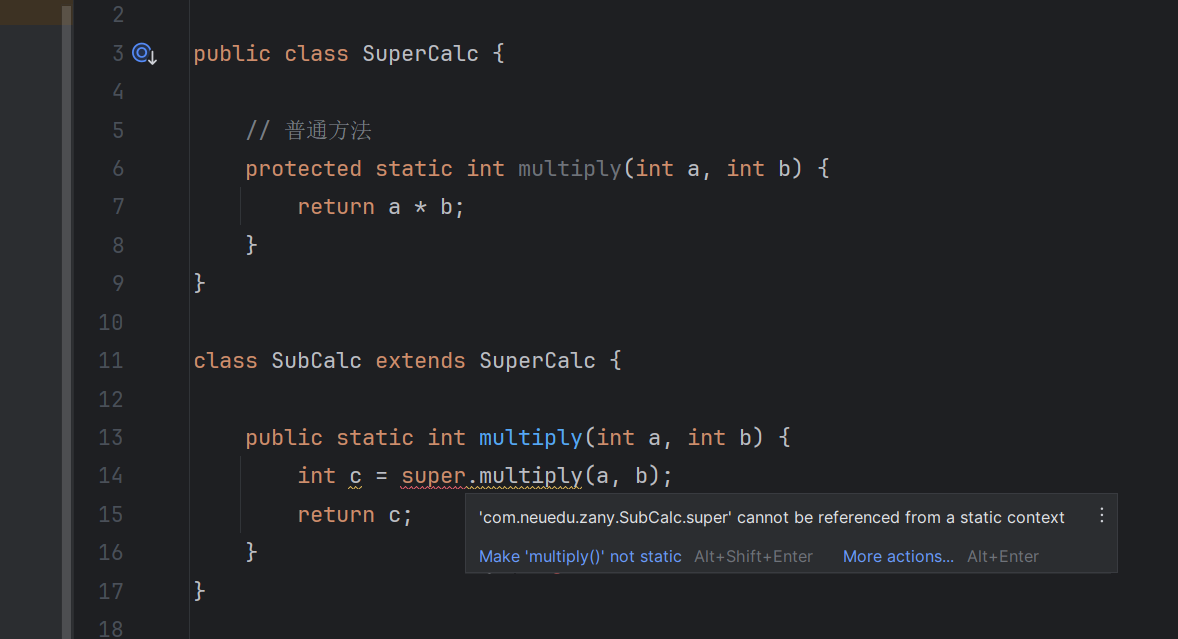 2
3 public class SuperCalc {
4
5 // 普通方法
6 protected static int multiply(int a, int b) {
7 return a * b;
8 }
9 }
10
11 class SubCalc extends SuperCalc {
12
13 public static int multiply(int a, int b) {
14 int c = super.multiply(a, b);
15 return c;
'com.neuedu.zany.SubCalc.super' cannot be referenced from a static context
Make 'multiply()' not static Alt+Shift+Enter More actions... Alt+Enter
16 }
17 }
18